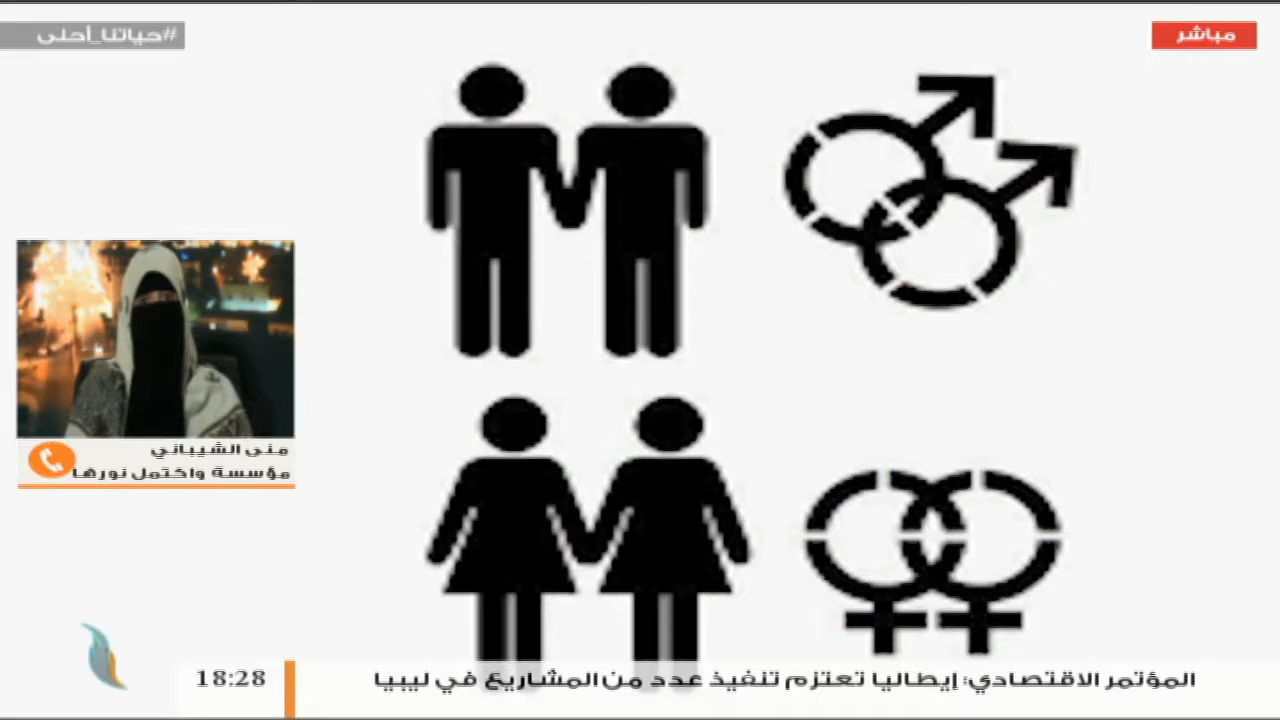 #حياتنا_أحلى
مباشر
منى الشيباني
مؤسسة واكتمل نورها
18:28
المؤتمر الاقتصادي: إيطاليا تعتزم تنفيذ عدد من المشاريع في ليبيا